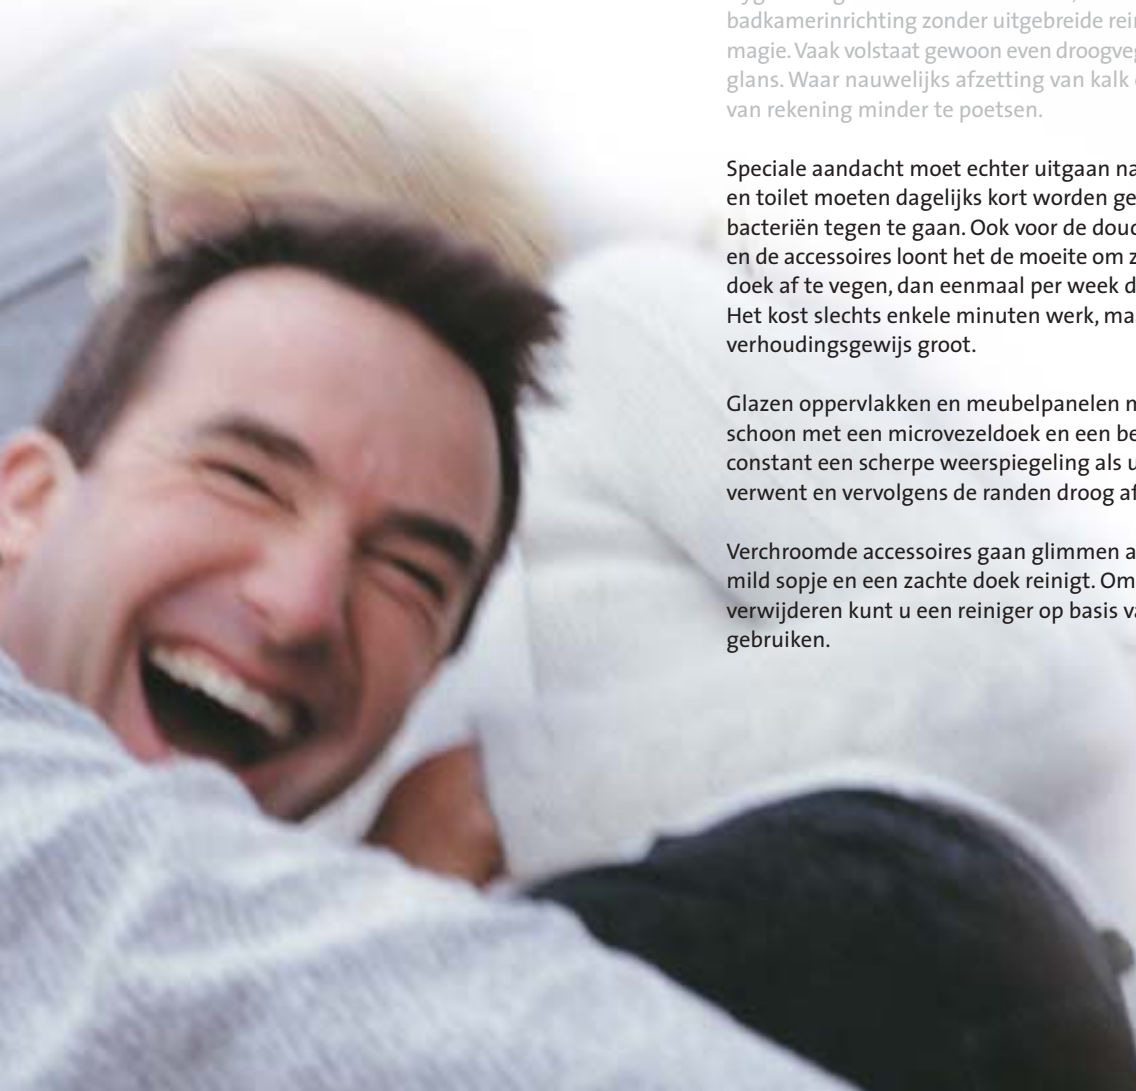 badkamerinrichting zonder uitgebreide
magie. Vaak volstaat gewoon even
glans. Waar nauwelijks afzetting van kalk
van rekening minder te poetsen.
Speciale aandacht moet echter uitgaan
en toilet moeten dagelijks kort worden
bacteriën tegen te gaan. Ook voor de
en de accessoires loont het de moeite om
doek af te vegen, dan eenmaal per week
Het kost slechts enkele minuten werk,
verhoudingsgewijs groot.
Glazen oppervlakken en meubelpanelen
schoon met een microvezeldoek en een
constant een scherpe weerspiegeling als
verwent en vervolgens de randen droog
Verchroomde accessoires gaan glimmen
mild sopje en een zachte doek reinigt. Om
verwijderen kunt u een reiniger op basis
gebruiken.